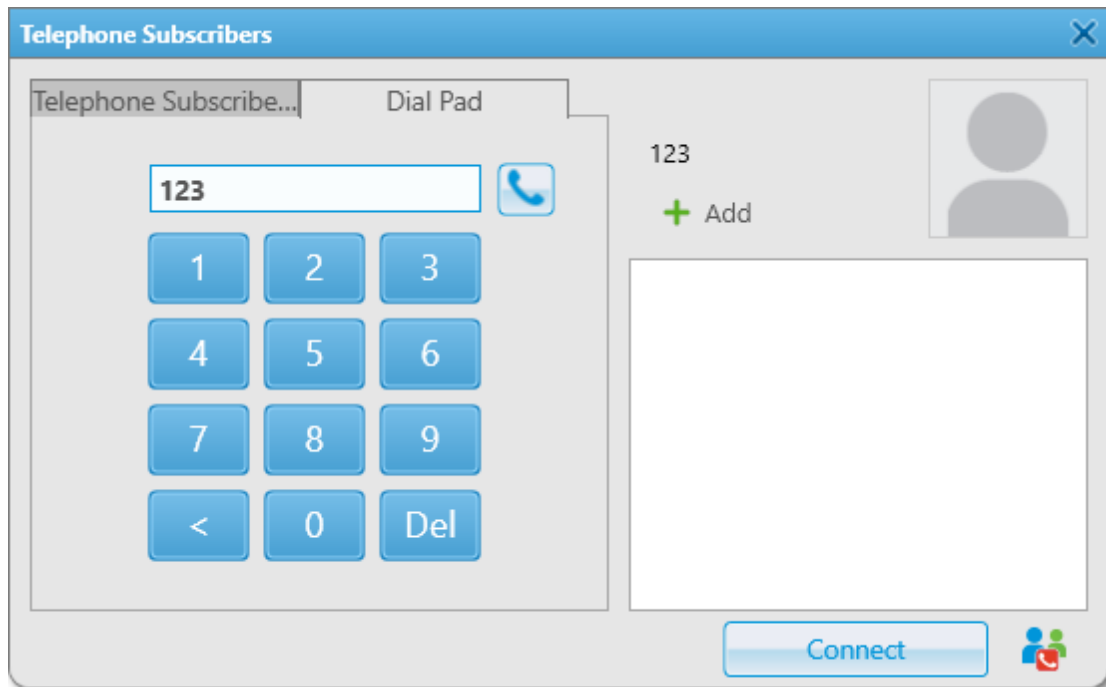 Telephone Subscribers
Telephone Subscribe...
Dial Pad
123
1 2 3
4 5 6
7 8 9
< 0 Del
123
+ Add
Connect